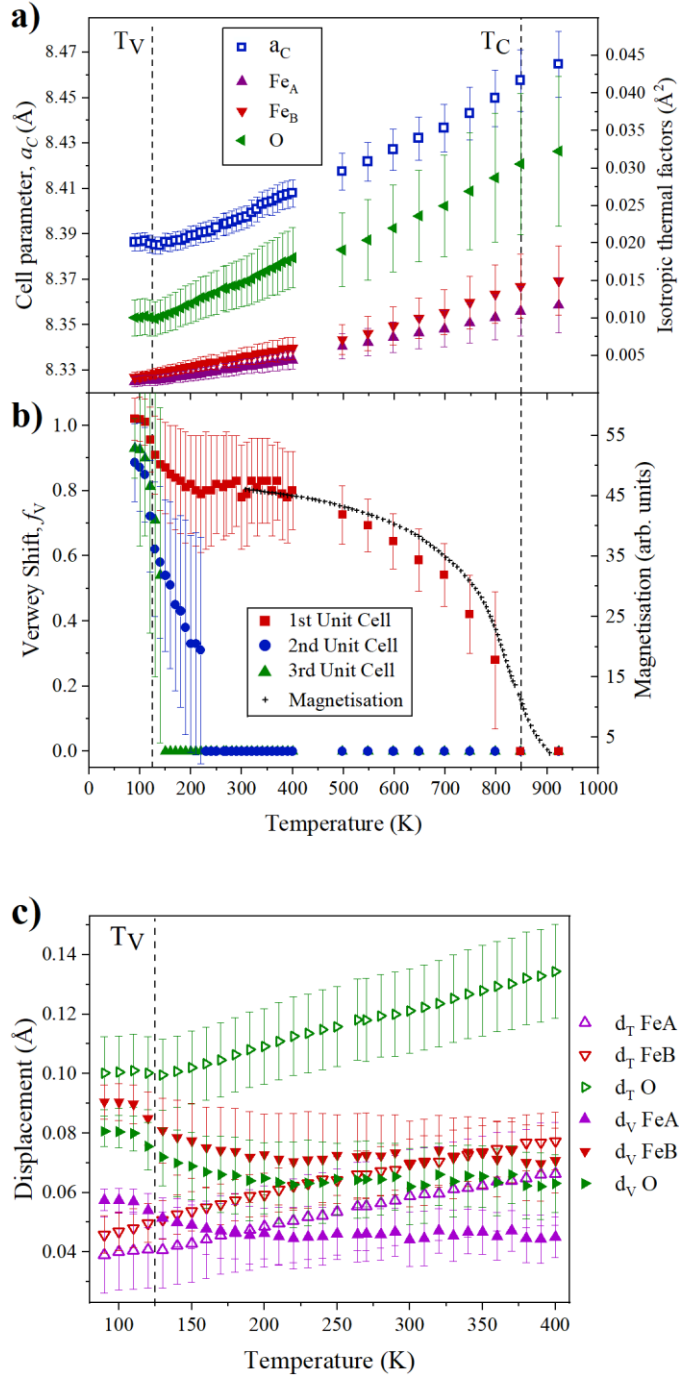 a)
T_V
T_C
a_C
Fe_A
Fe_B
O
Cell parameter, a_C (Å)
8.47
8.45
8.43
8.41
8.39
8.37
8.35
8.33
Isotropic thermal factors (Å²)
0.045
0.040
0.035
0.030
0.025
0.020
0.015
0.010
0.005
b)
Verwey Shift, f_V
1.0
0.8
0.6
0.4
0.2
0.0
1st Unit Cell
2nd Unit Cell
3rd Unit Cell
Magnetisation
Magnetisation (arb. units)
55
45
35
25
15
5
0 100 200 300 400 500 600 700 800 900 1000
Temperature (K)
c)
T_V
Displacement (Å)
0.14
0.12
0.10
0.08
0.06
0.04
d_T FeA
d_T FeB
d_T O
d_V FeA
d_V FeB
d_V O
100 150 200 250 300 350 400
Temperature (K)